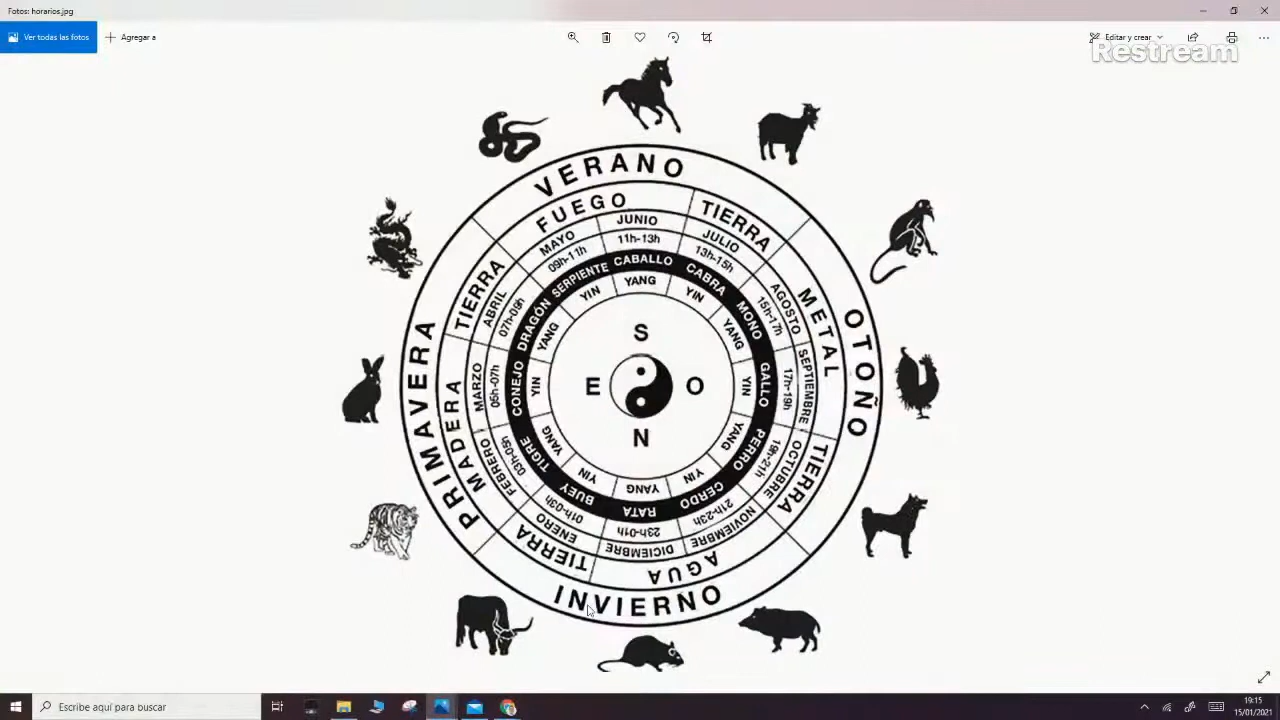 Fotos: horarios.jpg
Ver todas las fotos
Agregar a
Editar y crear
Restream
VERANO
FUEGO
TIERRA
JUNIO
MAYO
JULIO
11h-13h
09h-11h
13h-15h
CABALLO
SERPIENTE
CABRA
YANG
YIN
YIN
OTOÑO
METAL
TIERRA
AGOSTO
SEPTIEMBRE
OCTUBRE
15h-17h
17h-19h
19h-21h
MONO
GALLO
PERRO
YANG
YIN
YANG
INVIERNO
AGUA
TIERRA
NOVIEMBRE
DICIEMBRE
ENERO
21h-23h
23h-01h
01h-03h
CERDO
RATA
BUEY
YIN
YANG
YIN
PRIMAVERA
MADERA
TIERRA
FEBRERO
MARZO
ABRIL
03h-05h
05h-07h
07h-09h
TIGRE
CONEJO
DRAGÓN
YANG
YIN
YANG
S
E
O
N
Escribe aquí para buscar
19:15
15/01/2021